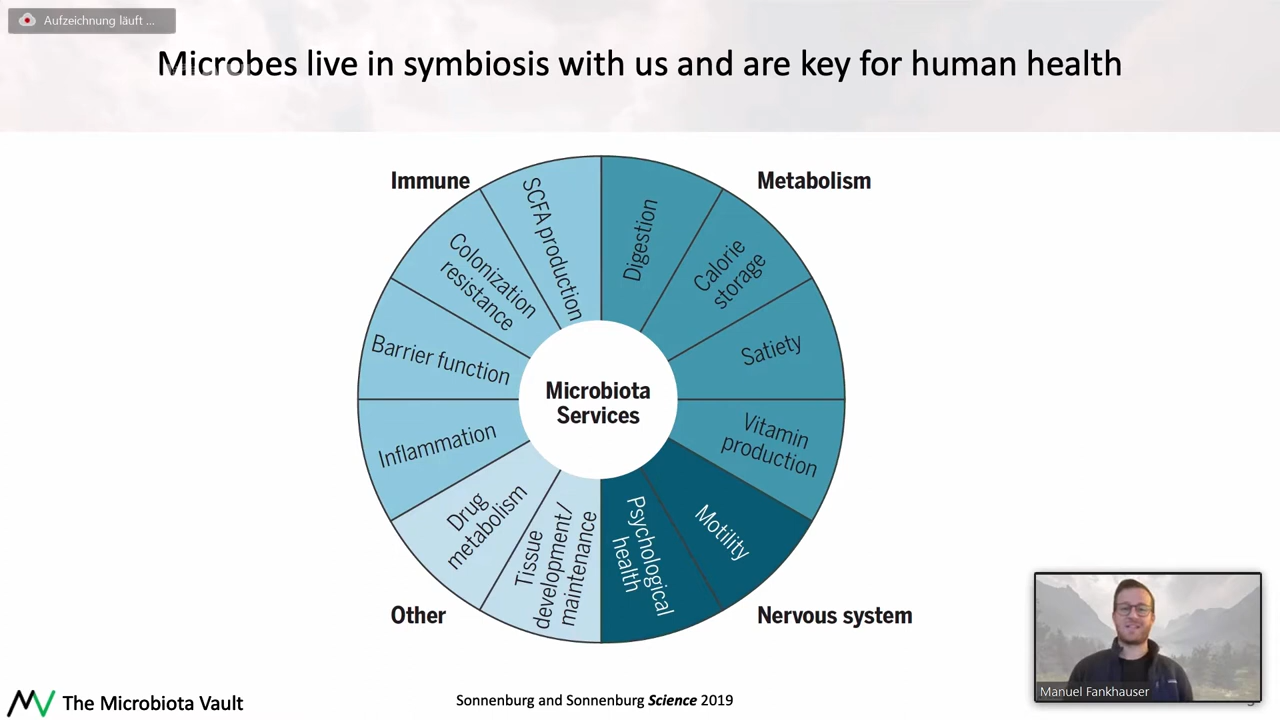 Aufzeichnung läuft ...
Microbes live in symbiosis with us and are key for human health
Immune
Metabolism
SCFA production
Digestion
Colonization
resistance
Calorie
storage
Barrier function
Satiety
Microbiota
Services
Inflammation
Vitamin
production
Drug
metabolism
Tissue
development/
maintenance
Psychological
health
Motility
Other
Nervous system
Manuel Fankhauser
The Microbiota Vault
Sonnenburg and Sonnenburg Science 2019